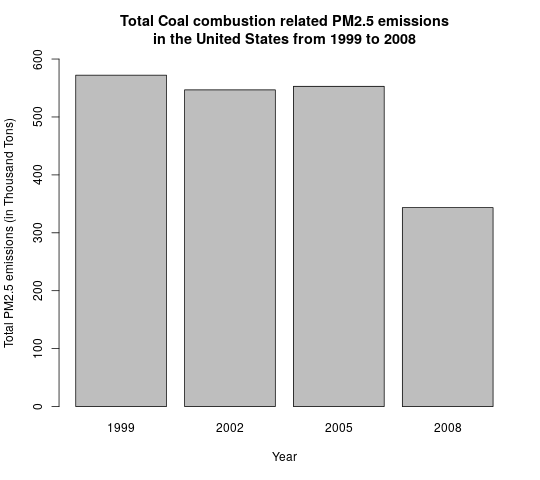 Total Coal combustion related PM2.5 emissions
in the United States from 1999 to 2008
Total PM2.5 emissions (in Thousand Tons)
600
500
400
300
200
100
0
1999 2002 2005 2008
Year